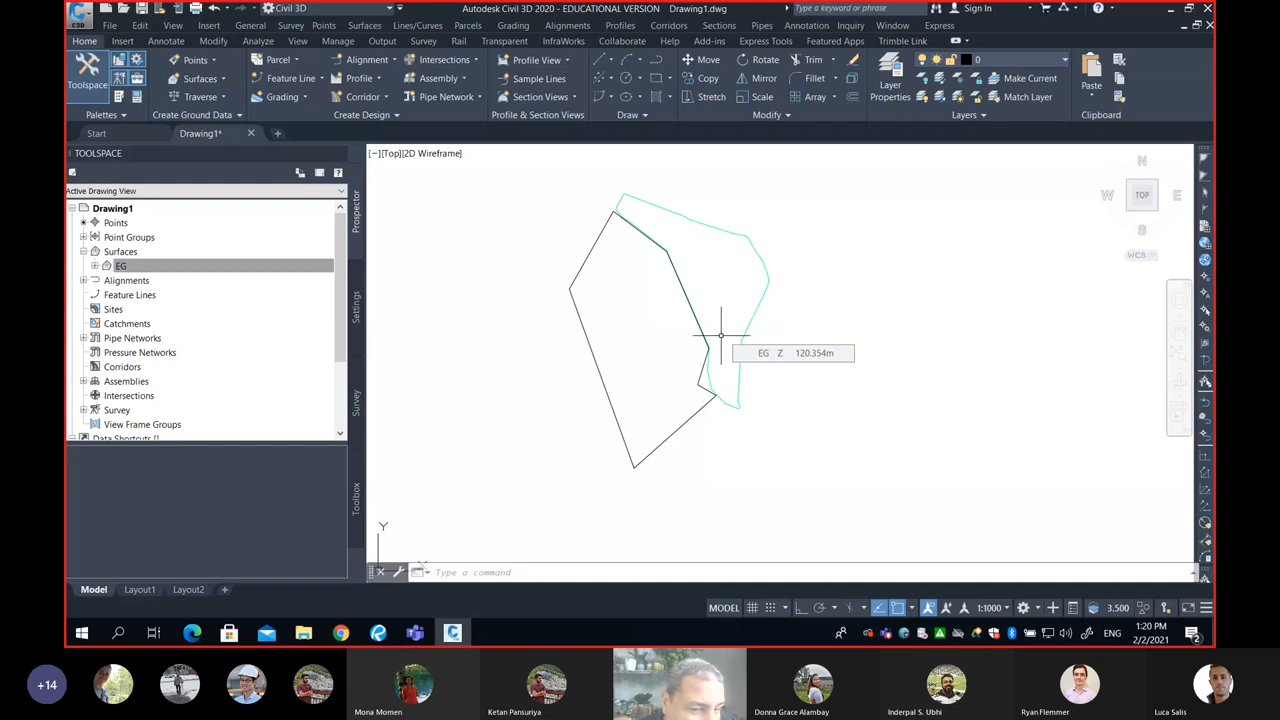 Civil 3D
Autodesk Civil 3D 2020 - EDUCATIONAL VERSION Drawing1.dwg
Type a keyword or phrase
Sign In
File Edit View Insert General Survey Points Surfaces Lines/Curves Parcels Grading Alignments Profiles Corridors Sections Pipes Annotation Inquiry Window Express
Home Insert Annotate Modify Analyze View Manage Output Survey Rail Transparent InfraWorks Collaborate Help Add-ins Express Tools Featured Apps Trimble Link
Points Parcel Alignment Intersections Profile View Move Rotate Trim 0
Toolspace Surfaces Feature Line Profile Assembly Sample Lines Copy Mirror Fillet Make Current
Traverse Grading Corridor Pipe Network Section Views Stretch Scale Array Layer Properties Match Layer Paste
Palettes Create Ground Data Create Design Profile & Section Views Draw Modify Layers Clipboard
Start Drawing1*
TOOLSPACE
[−][Top][2D Wireframe]
Active Drawing View
Drawing1
Points
Point Groups
Surfaces
EG
Alignments
Feature Lines
Sites
Catchments
Pipe Networks
Pressure Networks
Corridors
Assemblies
Intersections
Survey
View Frame Groups
Data Shortcuts []
Prospector
Settings
Survey
Toolbox
N
W TOP E
S
WCS
EG Z 120.354m
Y
X
Type a command
Model Layout1 Layout2
MODEL 1:1000 3.500
ENG 1:20 PM
2/2/2021
2
+14
Mona Momen Ketan Pansuriya Donna Grace Alambay Inderpal S. Ubhi Ryan Flemmer Luca Salis